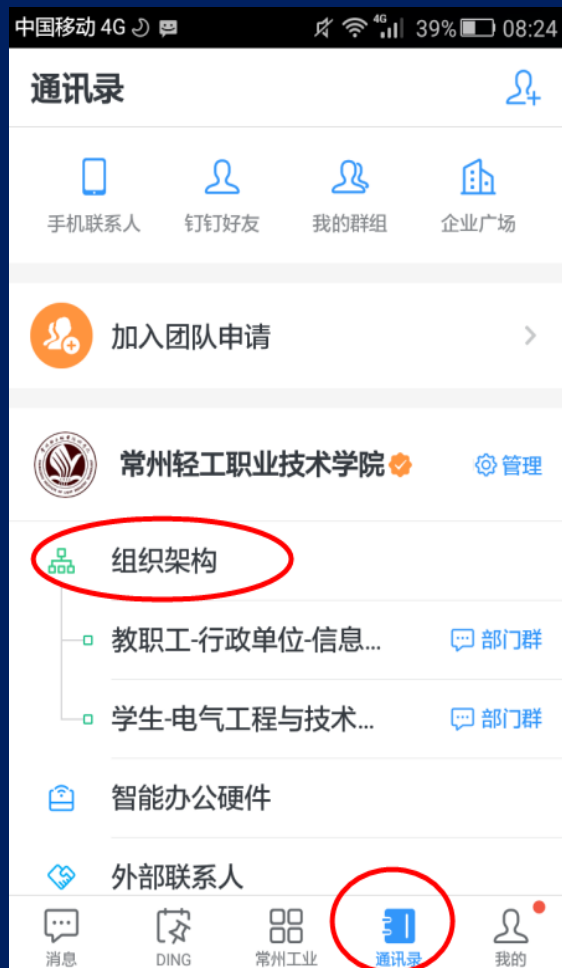 中国移动 4G 39% 08:24
通讯录
手机联系人 钉钉好友 我的群组 企业广场
加入团队申请
常州轻工职业技术学院 管理
组织架构
教职工-行政单位-信息... 部门群
学生-电气工程与技术... 部门群
智能办公硬件
外部联系人
消息 DING 常州工业 通讯录 我的